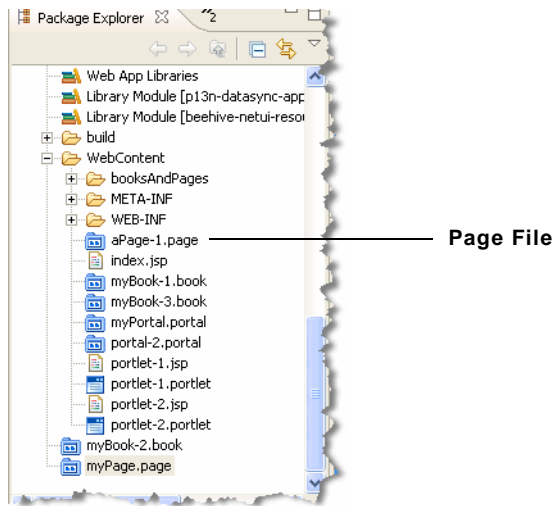 Package Explorer
2
Web App Libraries
Library Module [p13n-datasync-app
Library Module [beehive-netui-resou
build
WebContent
booksAndPages
META-INF
WEB-INF
aPage-1.page
Page File
index.jsp
myBook-1.book
myBook-3.book
myPortal.portal
portal-2.portal
portlet-1.jsp
portlet-1.portlet
portlet-2.jsp
portlet-2.portlet
myBook-2.book
myPage.page